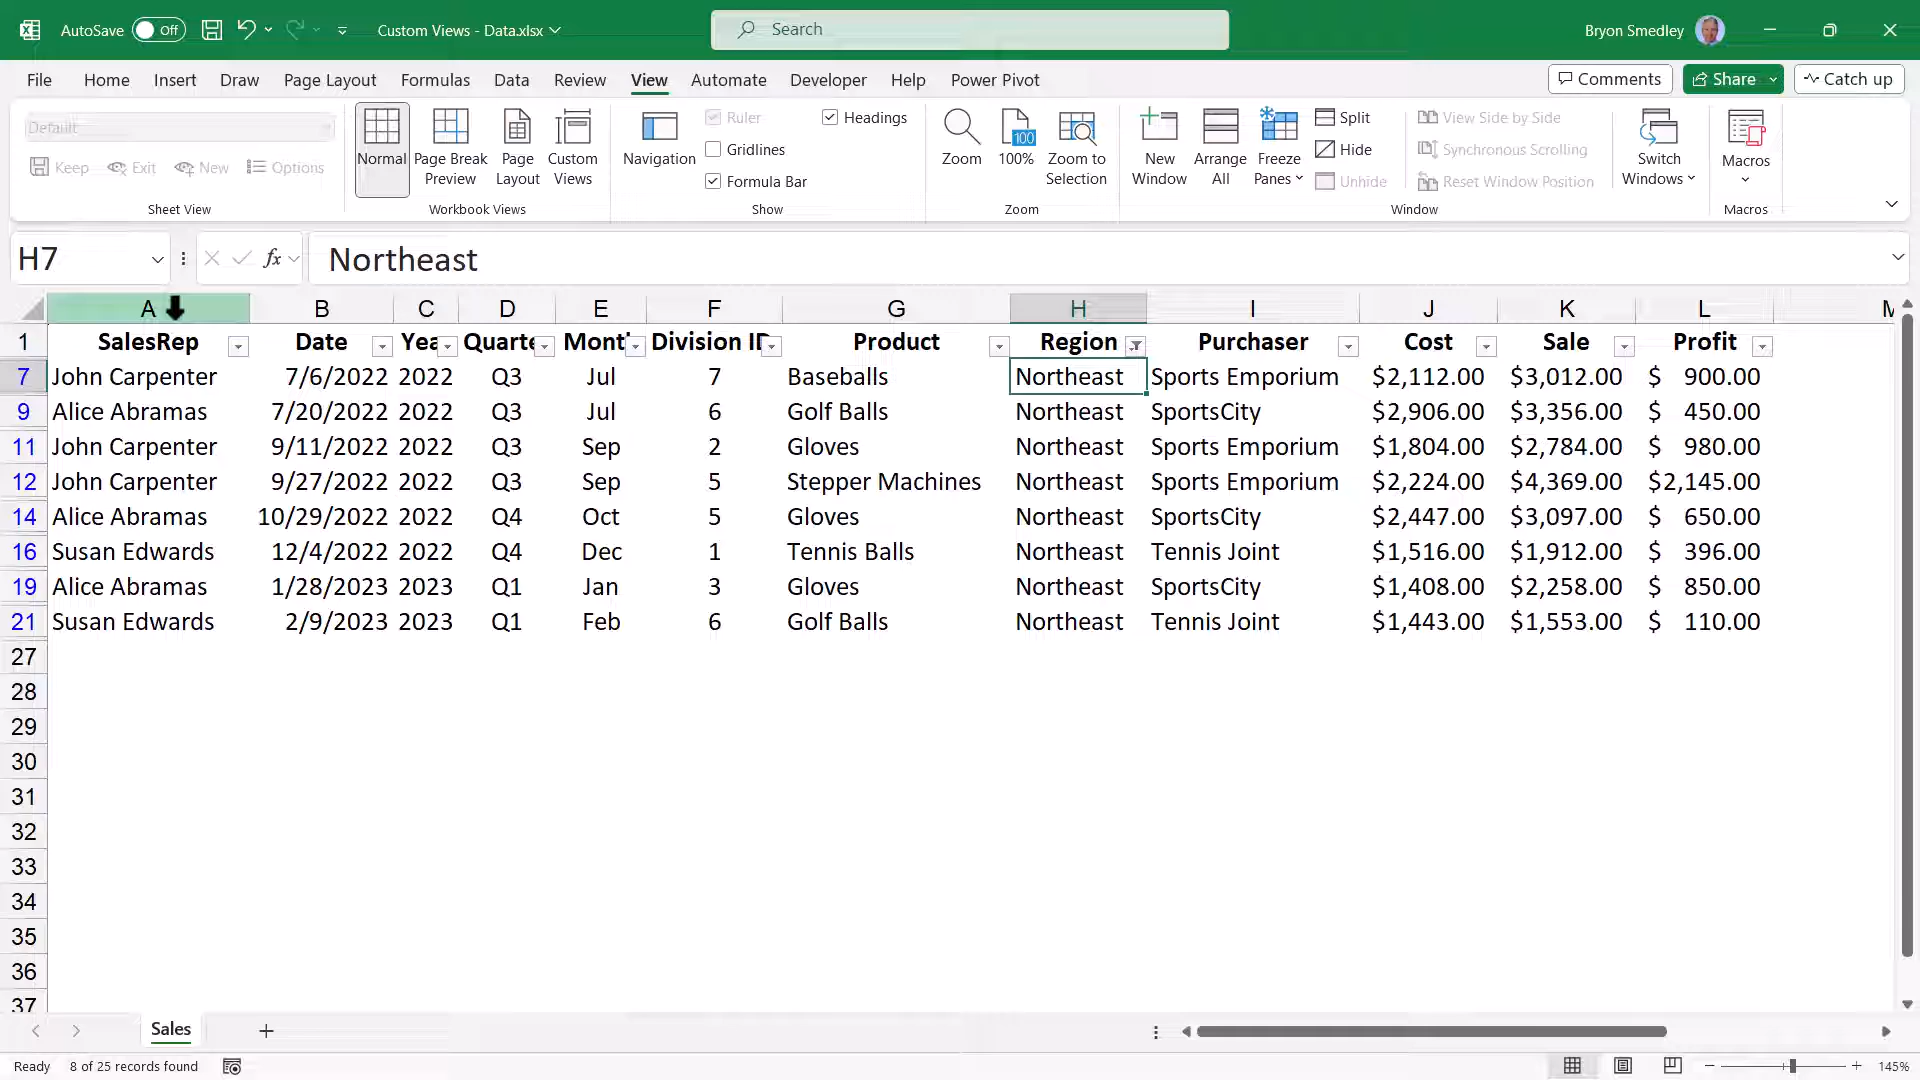 AutoSave Off Custom Views - Data.xlsx Search Bryon Smedley
File Home Insert Draw Page Layout Formulas Data Review View Automate Developer Help Power Pivot Comments Share Catch up
Default
Keep Exit New Options
Sheet View
Normal Page Break Preview Page Layout Custom Views
Workbook Views
Navigation Ruler Gridlines Formula Bar Headings
Show
Zoom 100 100% Zoom to Selection
Zoom
New Window Arrange All Freeze Panes Split Hide Unhide View Side by Side Synchronous Scrolling Reset Window Position Switch Windows
Window
Macros
Macros
H7 fx Northeast
A B C D E F G H I J K L M
1 SalesRep Date Yea Quarte Mont Division ID Product Region Purchaser Cost Sale Profit
7 John Carpenter 7/6/2022 2022 Q3 Jul 7 Baseballs Northeast Sports Emporium $2,112.00 $3,012.00 $ 900.00
9 Alice Abramas 7/20/2022 2022 Q3 Jul 6 Golf Balls Northeast SportsCity $2,906.00 $3,356.00 $ 450.00
11 John Carpenter 9/11/2022 2022 Q3 Sep 2 Gloves Northeast Sports Emporium $1,804.00 $2,784.00 $ 980.00
12 John Carpenter 9/27/2022 2022 Q3 Sep 5 Stepper Machines Northeast Sports Emporium $2,224.00 $4,369.00 $2,145.00
14 Alice Abramas 10/29/2022 2022 Q4 Oct 5 Gloves Northeast SportsCity $2,447.00 $3,097.00 $ 650.00
16 Susan Edwards 12/4/2022 2022 Q4 Dec 1 Tennis Balls Northeast Tennis Joint $1,516.00 $1,912.00 $ 396.00
19 Alice Abramas 1/28/2023 2023 Q1 Jan 3 Gloves Northeast SportsCity $1,408.00 $2,258.00 $ 850.00
21 Susan Edwards 2/9/2023 2023 Q1 Feb 6 Golf Balls Northeast Tennis Joint $1,443.00 $1,553.00 $ 110.00
27
28
29
30
31
32
33
34
35
36
37
Sales
Ready 8 of 25 records found 145%